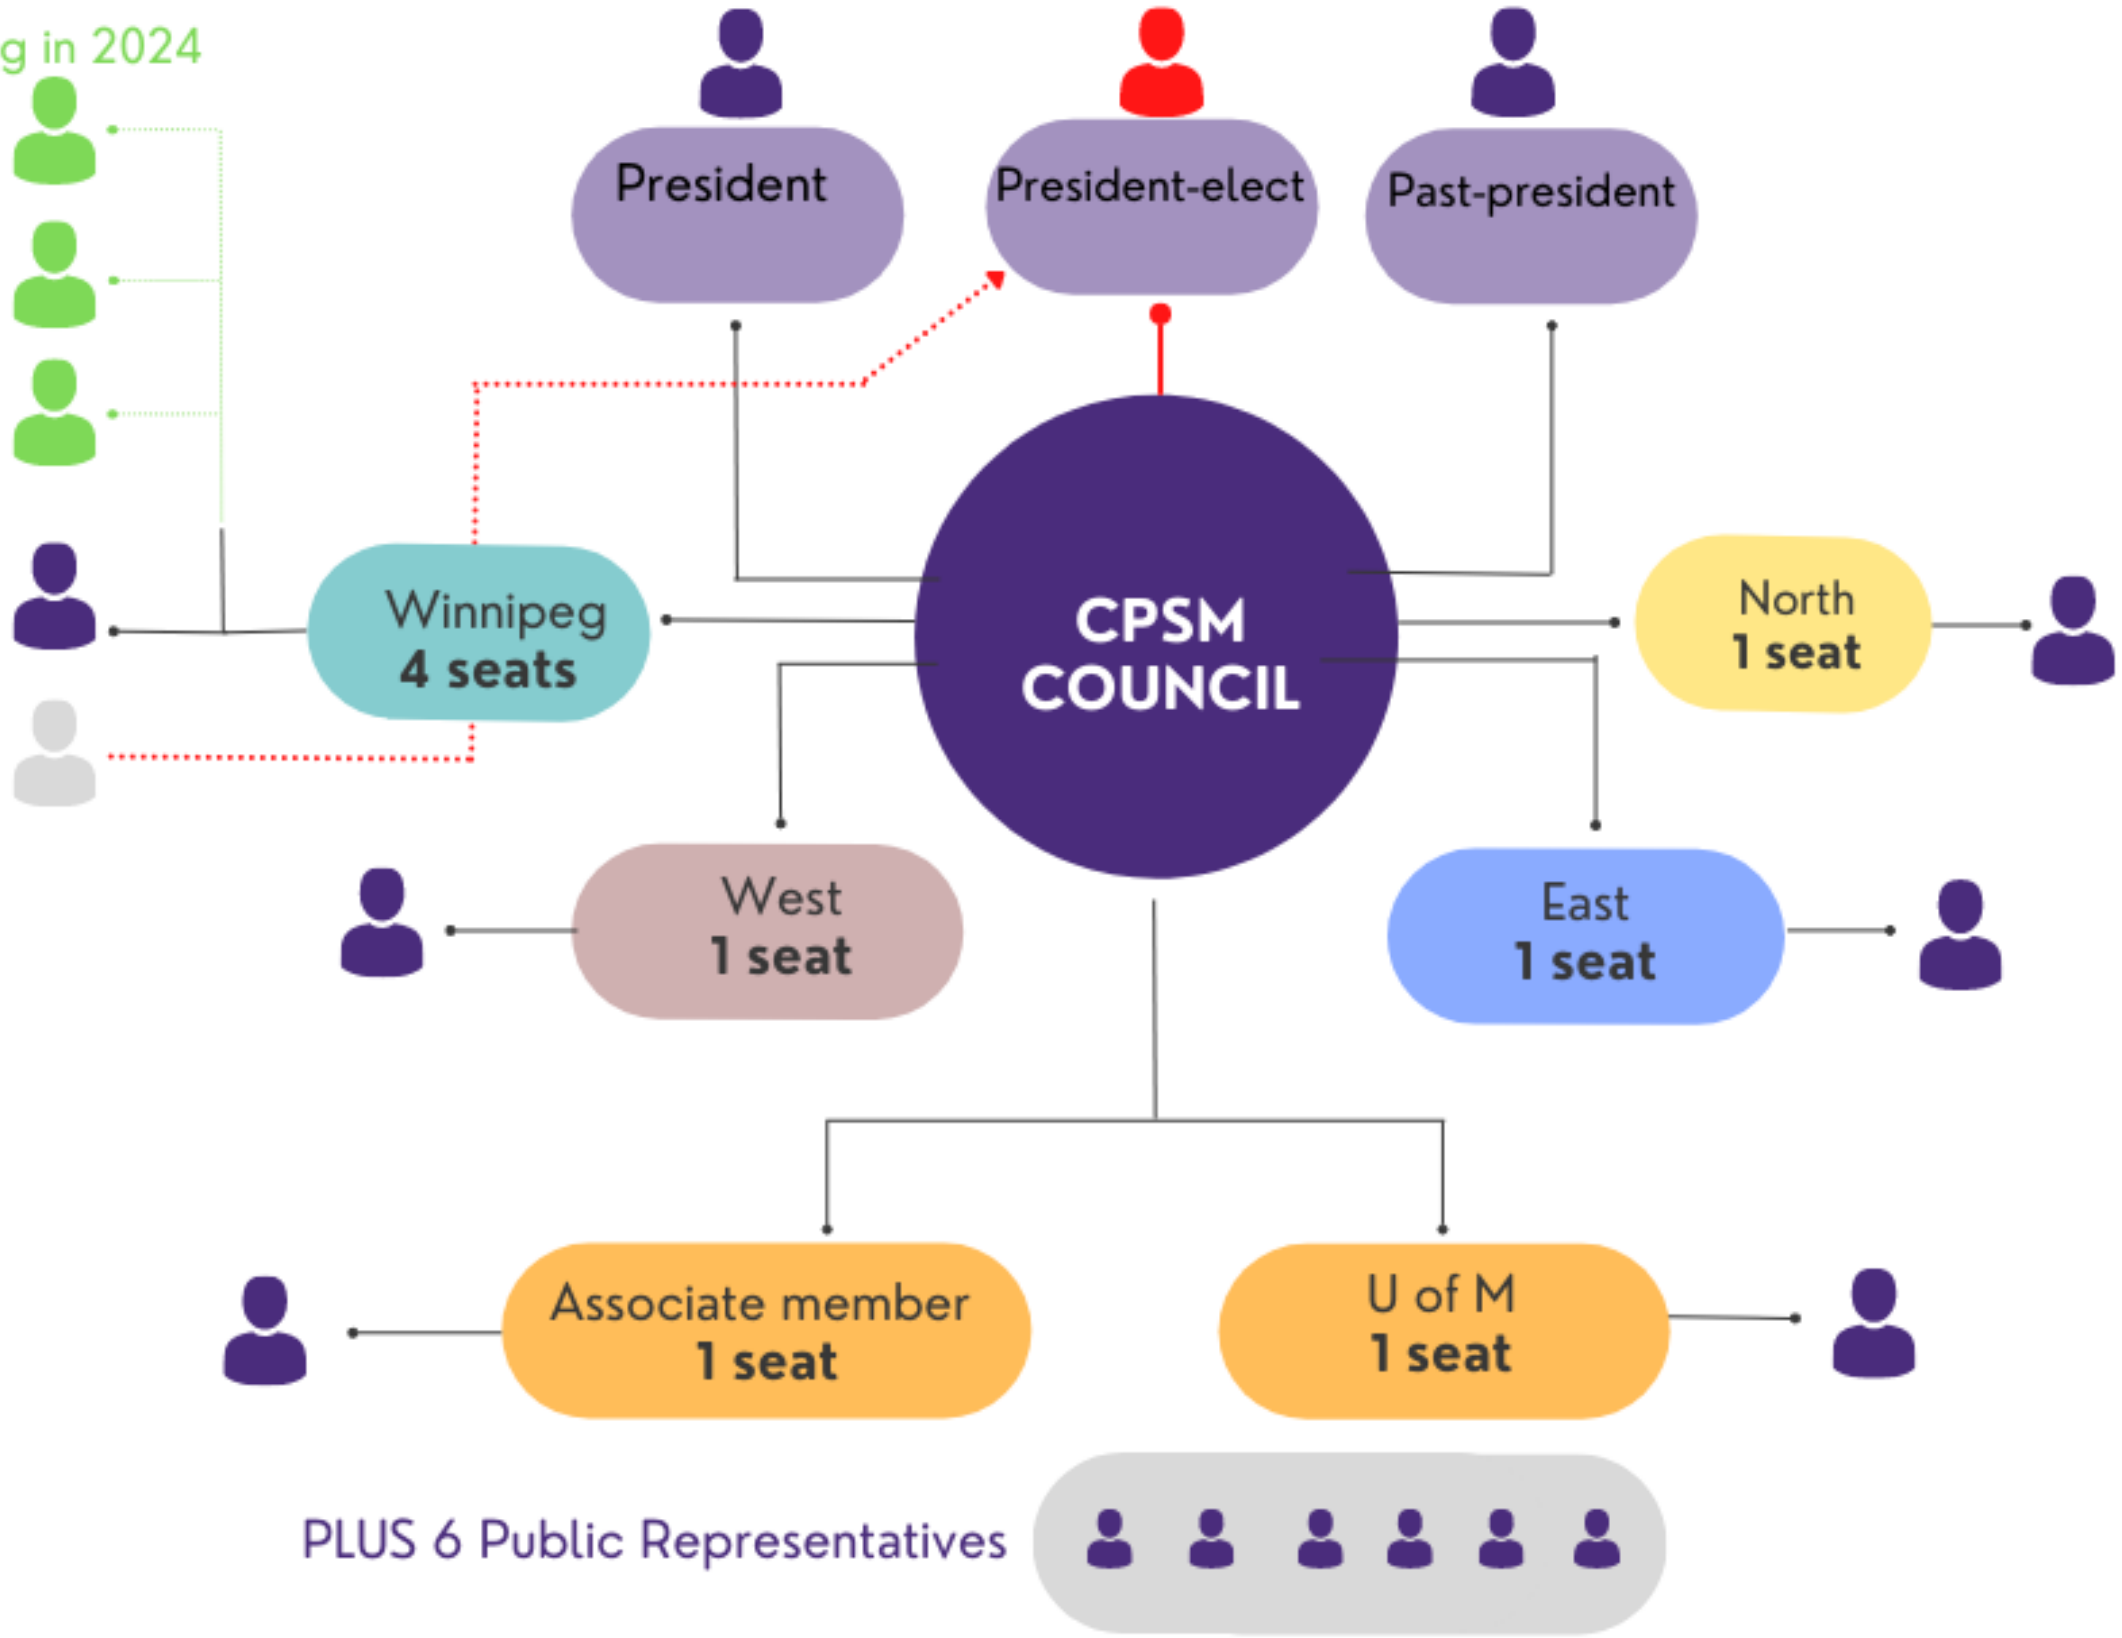 g in 2024
President
President-elect
Past-president
Winnipeg
4 seats
CPSM
COUNCIL
North
1 seat
West
1 seat
East
1 seat
Associate member
1 seat
U of M
1 seat
PLUS 6 Public Representatives